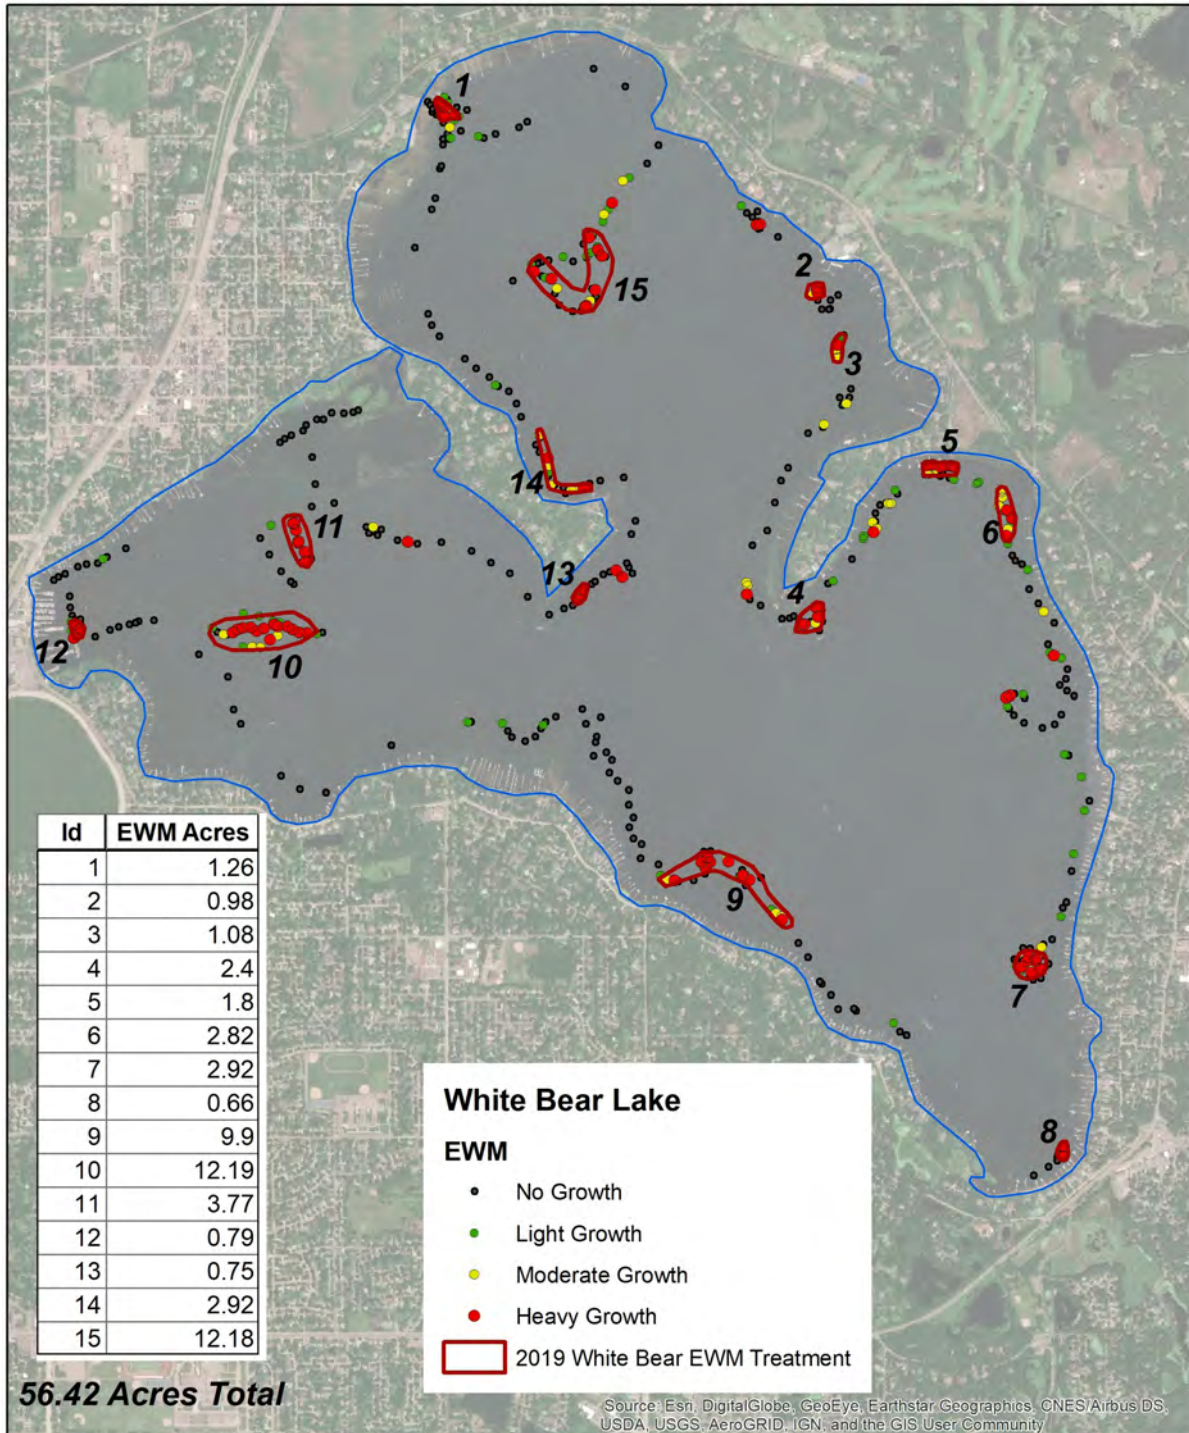 1
2
15
3
5
14
6
11
13
4
12
10
9
7
8
Id EWM Acres
1 1.26
2 0.98
3 1.08
4 2.4
5 1.8
6 2.82
7 2.92
8 0.66
9 9.9
10 12.19
11 3.77
12 0.79
13 0.75
14 2.92
15 12.18
56.42 Acres Total
White Bear Lake
EWM
No Growth
Light Growth
Moderate Growth
Heavy Growth
2019 White Bear EWM Treatment
Source: Esri, DigitalGlobe, GeoEye, Earthstar Geographics, CNES/Airbus DS,
USDA, USGS, AeroGRID, IGN, and the GIS User Community